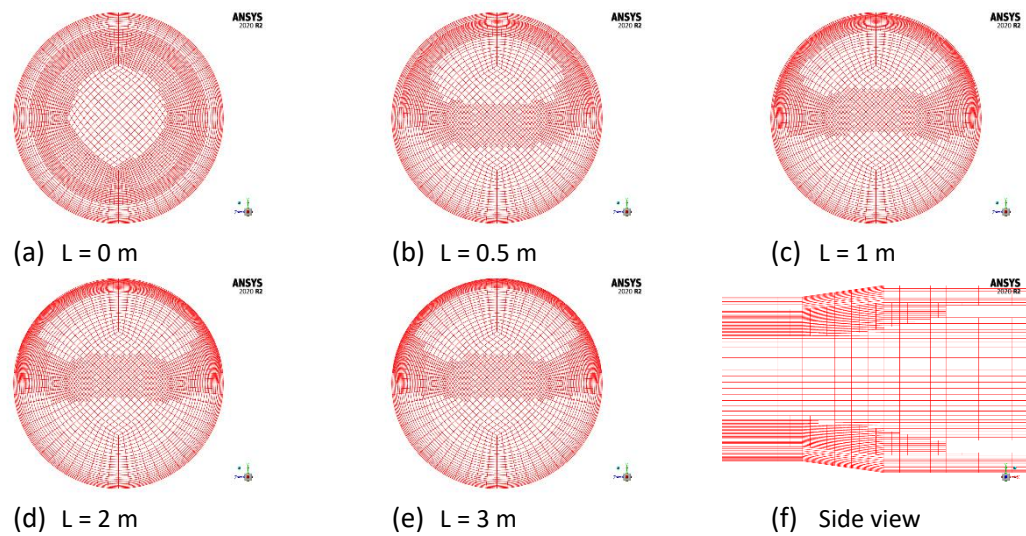 ANSYS
2020 R2
ANSYS
2020 R2
ANSYS
2020 R2
(a) L = 0 m
(b) L = 0.5 m
(c) L = 1 m
ANSYS
2020 R2
ANSYS
2020 R2
ANSYS
2020 R2
(d) L = 2 m
(e) L = 3 m
(f) Side view